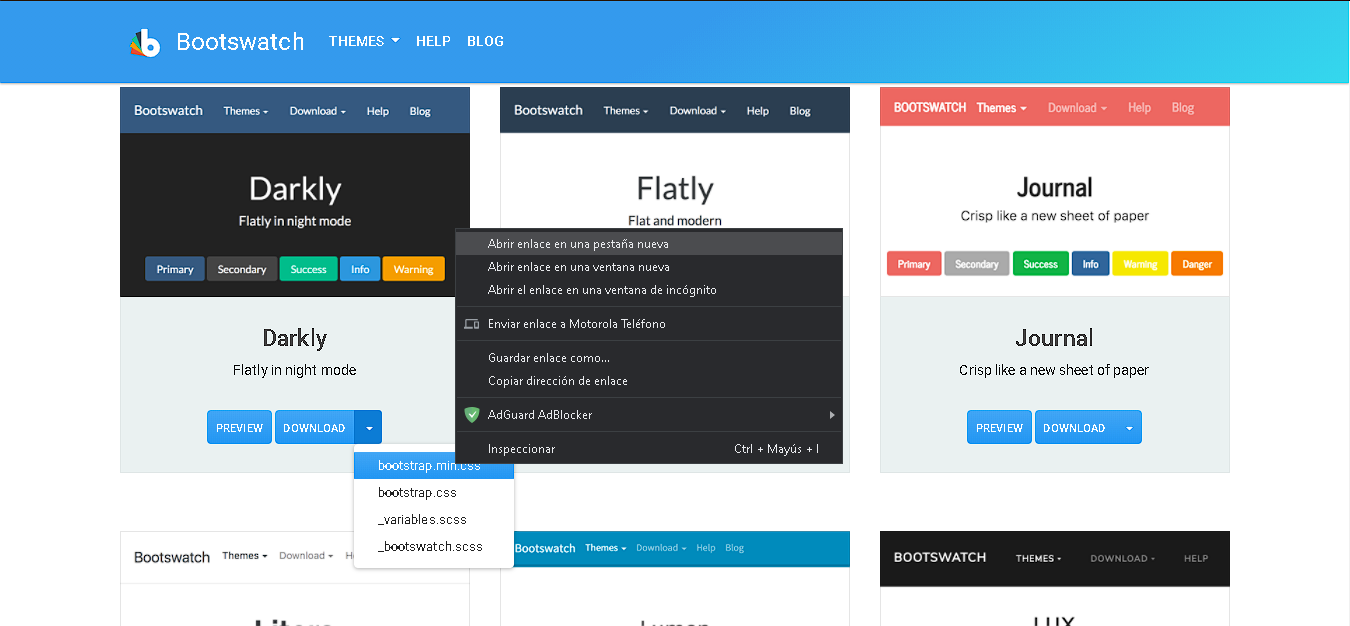 Bootswatch THEMES HELP BLOG
Bootswatch Themes Download Help Blog
Darkly
Flatly in night mode
Primary Secondary Success Info Warning
Darkly
Flatly in night mode
PREVIEW DOWNLOAD
bootstrap.min.css
bootstrap.css
_variables.scss
_bootswatch.scss
Bootswatch Themes Download Help Blog
Flatly
Flat and modern
Abrir enlace en una pestaña nueva
Abrir enlace en una ventana nueva
Abrir el enlace en una ventana de incógnito
Enviar enlace a Motorola Teléfono
Guardar enlace como...
Copiar dirección de enlace
AdGuard AdBlocker
Inspeccionar Ctrl + Mayús + I
BOOTSWATCH Themes Download Help Blog
Journal
Crisp like a new sheet of paper
Primary Secondary Success Info Warning Danger
Journal
Crisp like a new sheet of paper
PREVIEW DOWNLOAD
Bootswatch Themes Download
Bootswatch Themes Download Help Blog
BOOTSWATCH THEMES DOWNLOAD HELP
LUX